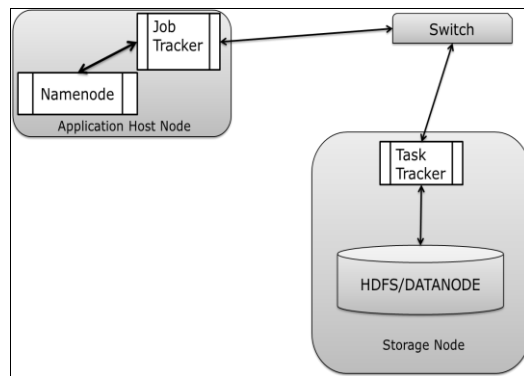 Job
Tracker
Switch
Namenode
Application Host Node
Task
Tracker
HDFS/DATANODE
Storage Node